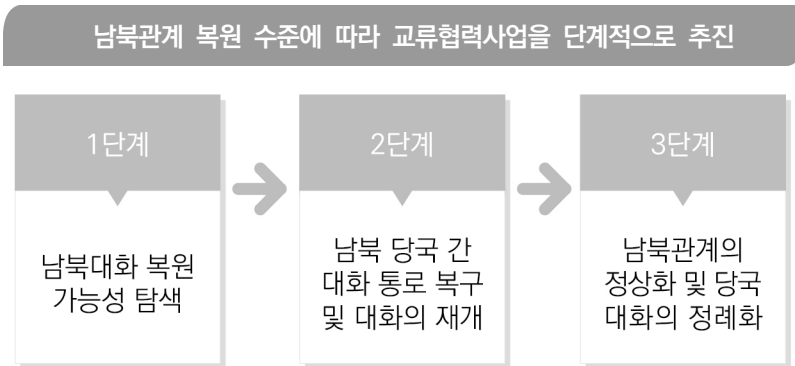 남북관계 복원 수준에 따라 교류협력사업을 단계적으로 추진
1단계
남북대화 복원
가능성 탐색
2단계
남북 당국 간
대화 통로 복구
및 대화의 재개
3단계
남북관계의
정상화 및 당국
대화의 정례화